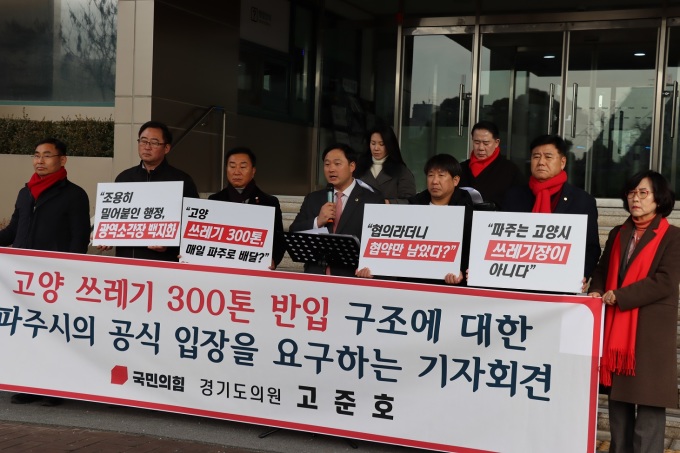 "조용히
밀어붙인 행정,
광역소각장 백지화
"고양
쓰레기 300톤,
매일 파주로 배달?"
"협의라더니
협약만 남았다?"
"파주는 고양시
쓰레기장이
아니다"
고양 쓰레기 300톤 반입 구조에 대한
파주시의 공식 입장을 요구하는 기자회견
국민의힘 경기도의원 고준호